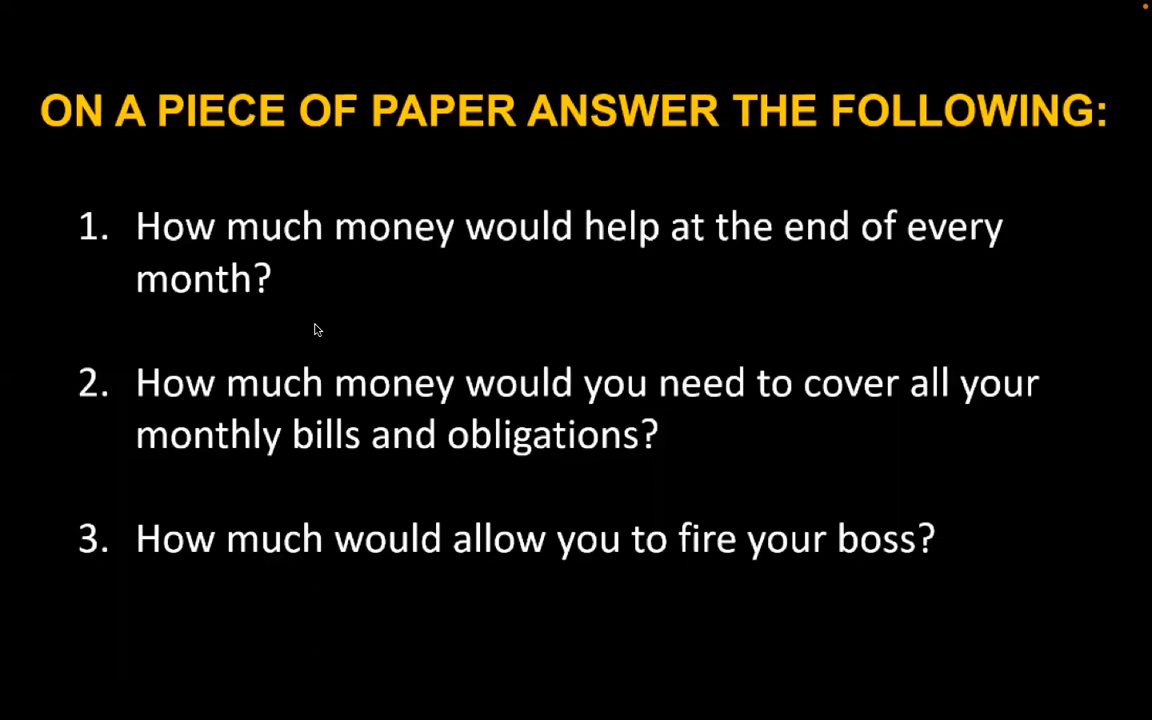 ON A PIECE OF PAPER ANSWER THE FOLLOWING:
1. How much money would help at the end of every
month?
2. How much money would you need to cover all your
monthly bills and obligations?
3. How much would allow you to fire your boss?